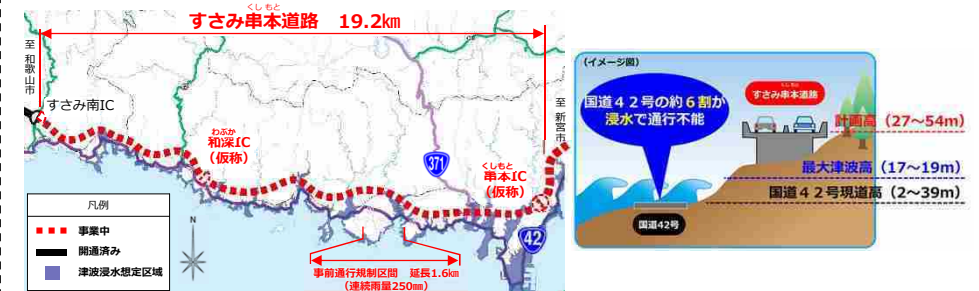 くしもと
すさみ串本道路 19.2km
至 和歌山市
すさみ南IC
わぶか
和深IC
（仮称）
371
くしもと
串本IC
（仮称）
至 新宮市
42
凡例
事業中
開通済み
津波浸水想定区域
N
事前通行規制区間 延長1.6km
（連続雨量250mm）
（イメージ図）
国道４２号の約６割が
浸水で通行不能
くしもと
すさみ串本道路
計画高（27～54m）
最大津波高（17～19m）
国道４２号現道高（2～39m）
国道42号